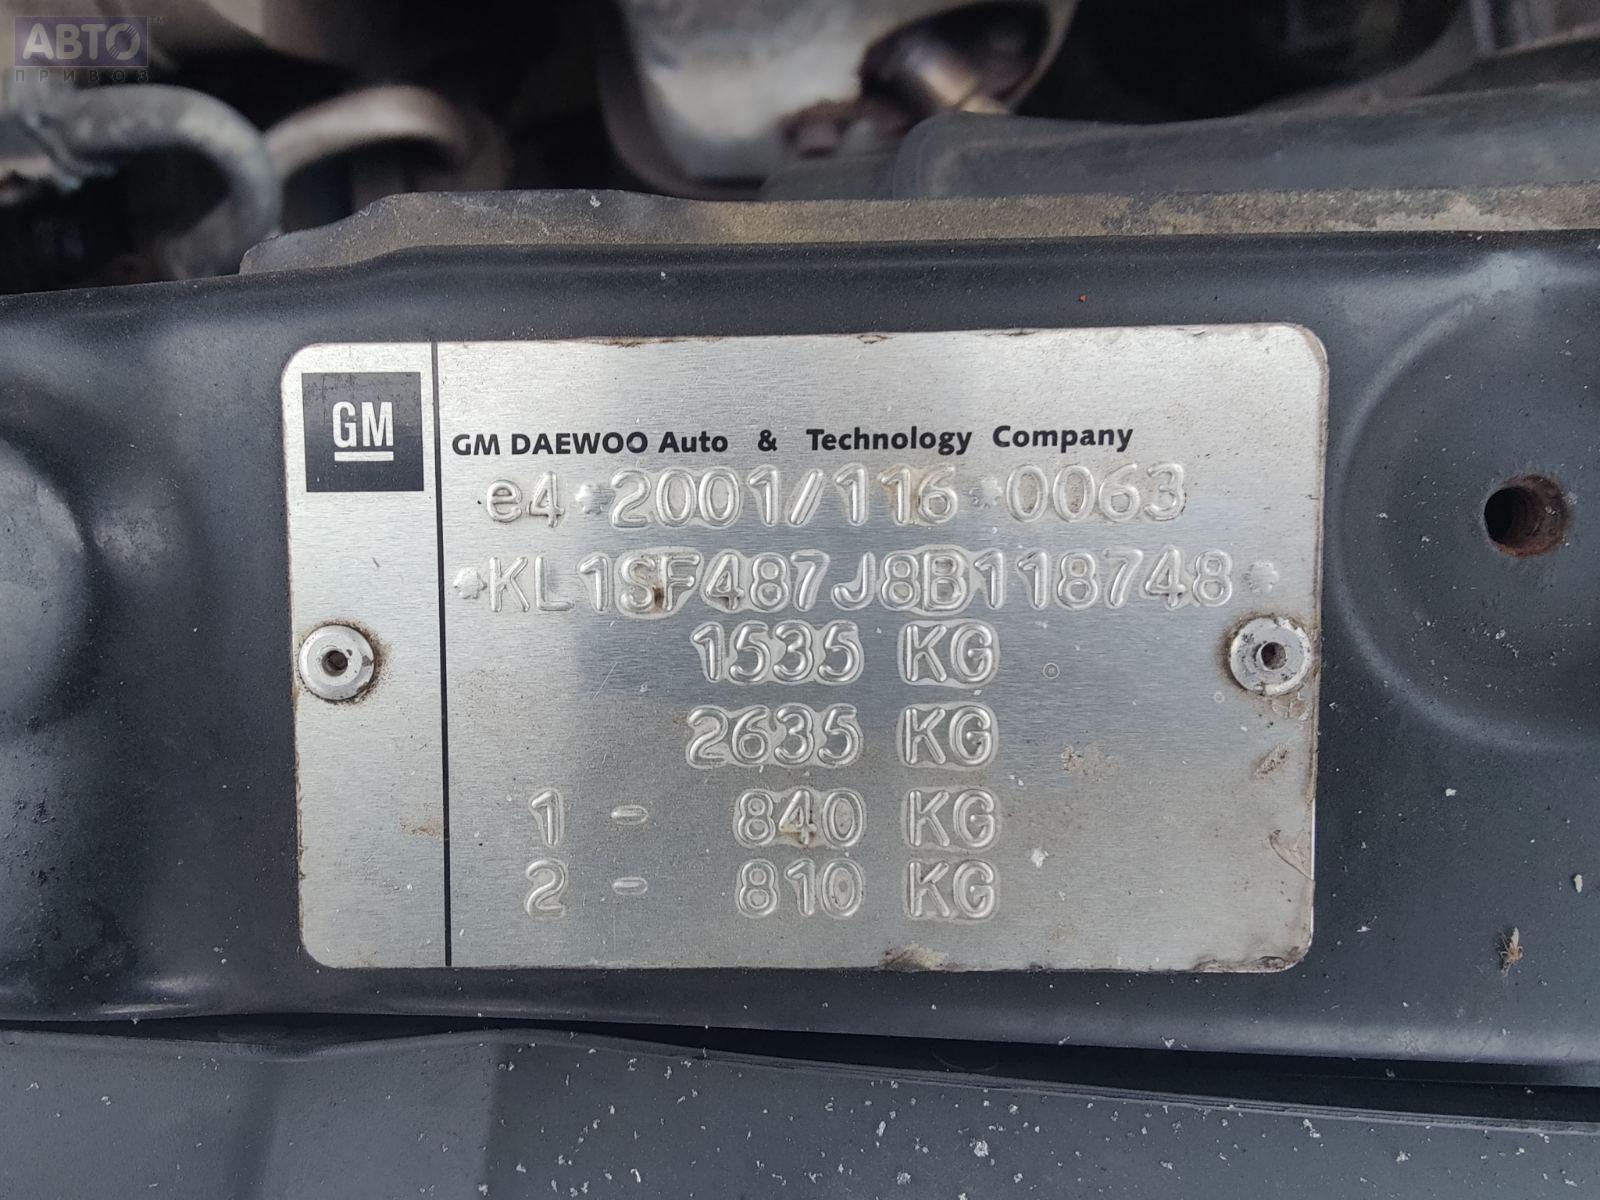 АВТО TM
ПРИВОЗ
GM
GM DAEWOO Auto & Technology Company
e4*2001/116*0063
*KL1SF487J8B118748*
1535 KG
2635 KG
1 - 840 KG
2 - 810 KG